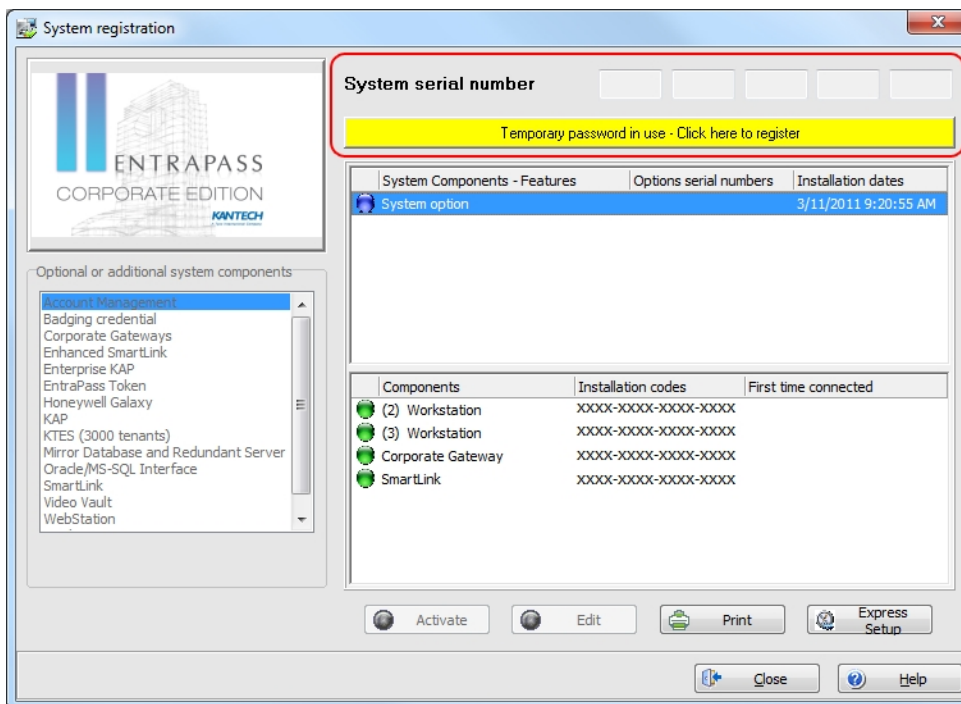 System registration
System serial number
Temporary password in use - Click here to register
ENTRAPASS
CORPORATE EDITION
KANTECH
System Components - Features Options serial numbers Installation dates
System option 3/11/2011 9:20:55 AM
Optional or additional system components
Account Management
Badging credential
Corporate Gateways
Enhanced SmartLink
Enterprise KAP
EntraPass Token
Honeywell Galaxy
KAP
KTES (3000 tenants)
Mirror Database and Redundant Server
Oracle/MS-SQL Interface
SmartLink
Video Vault
WebStation
Components Installation codes First time connected
(2) Workstation XXXX-XXXX-XXXX-XXXX
(3) Workstation XXXX-XXXX-XXXX-XXXX
Corporate Gateway XXXX-XXXX-XXXX-XXXX
SmartLink XXXX-XXXX-XXXX-XXXX
Activate Edit Print Express
Setup
Close Help